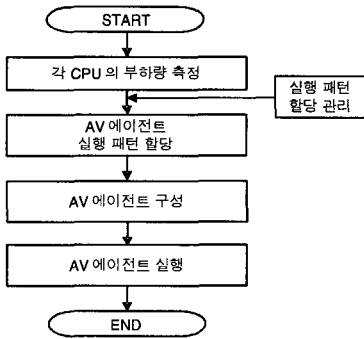 START
각 CPU 의 부하량 측정
실행 패턴
할당 관리
AV 에이전트
실행 패턴 할당
AV 에이전트 구성
AV 에이전트 실행
END